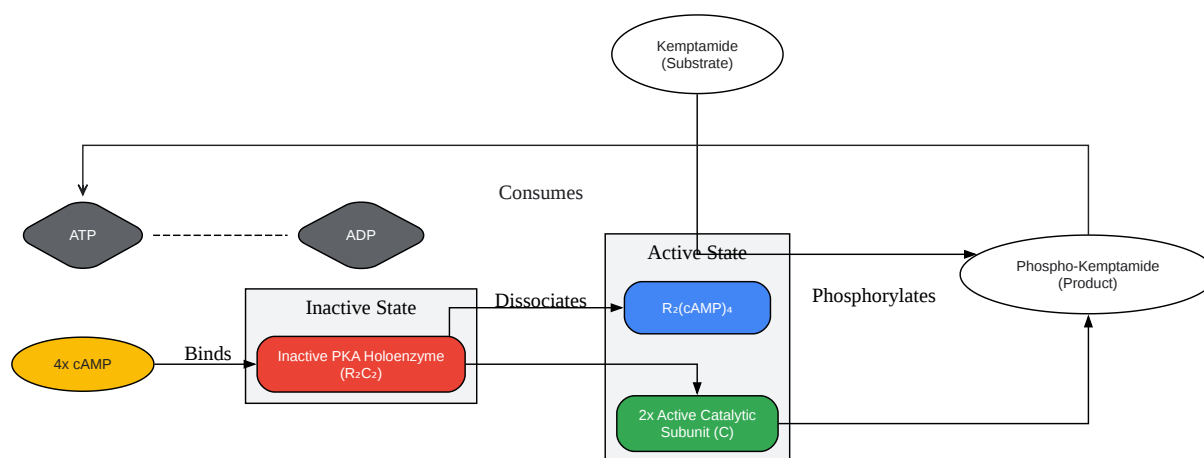 Kemptamide
(Substrate)
Consumes
ATP
ADP
Active State
Phospho-Kemptamide
(Product)
Inactive State
Dissociates
R₂(cAMP)₄
Phosphorylates
4x cAMP
Binds
Inactive PKA Holoenzyme
(R₂C₂)
2x Active Catalytic
Subunit (C)